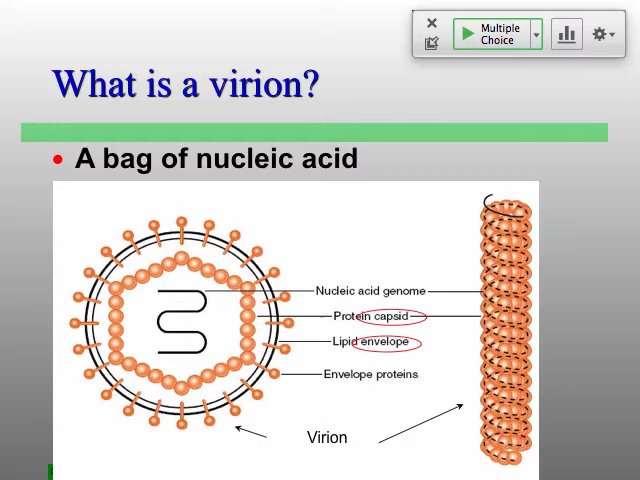 Multiple
Choice
What is a virion?
A bag of nucleic acid
Nucleic acid genome
Protein capsid
Lipid envelope
Envelope proteins
Virion